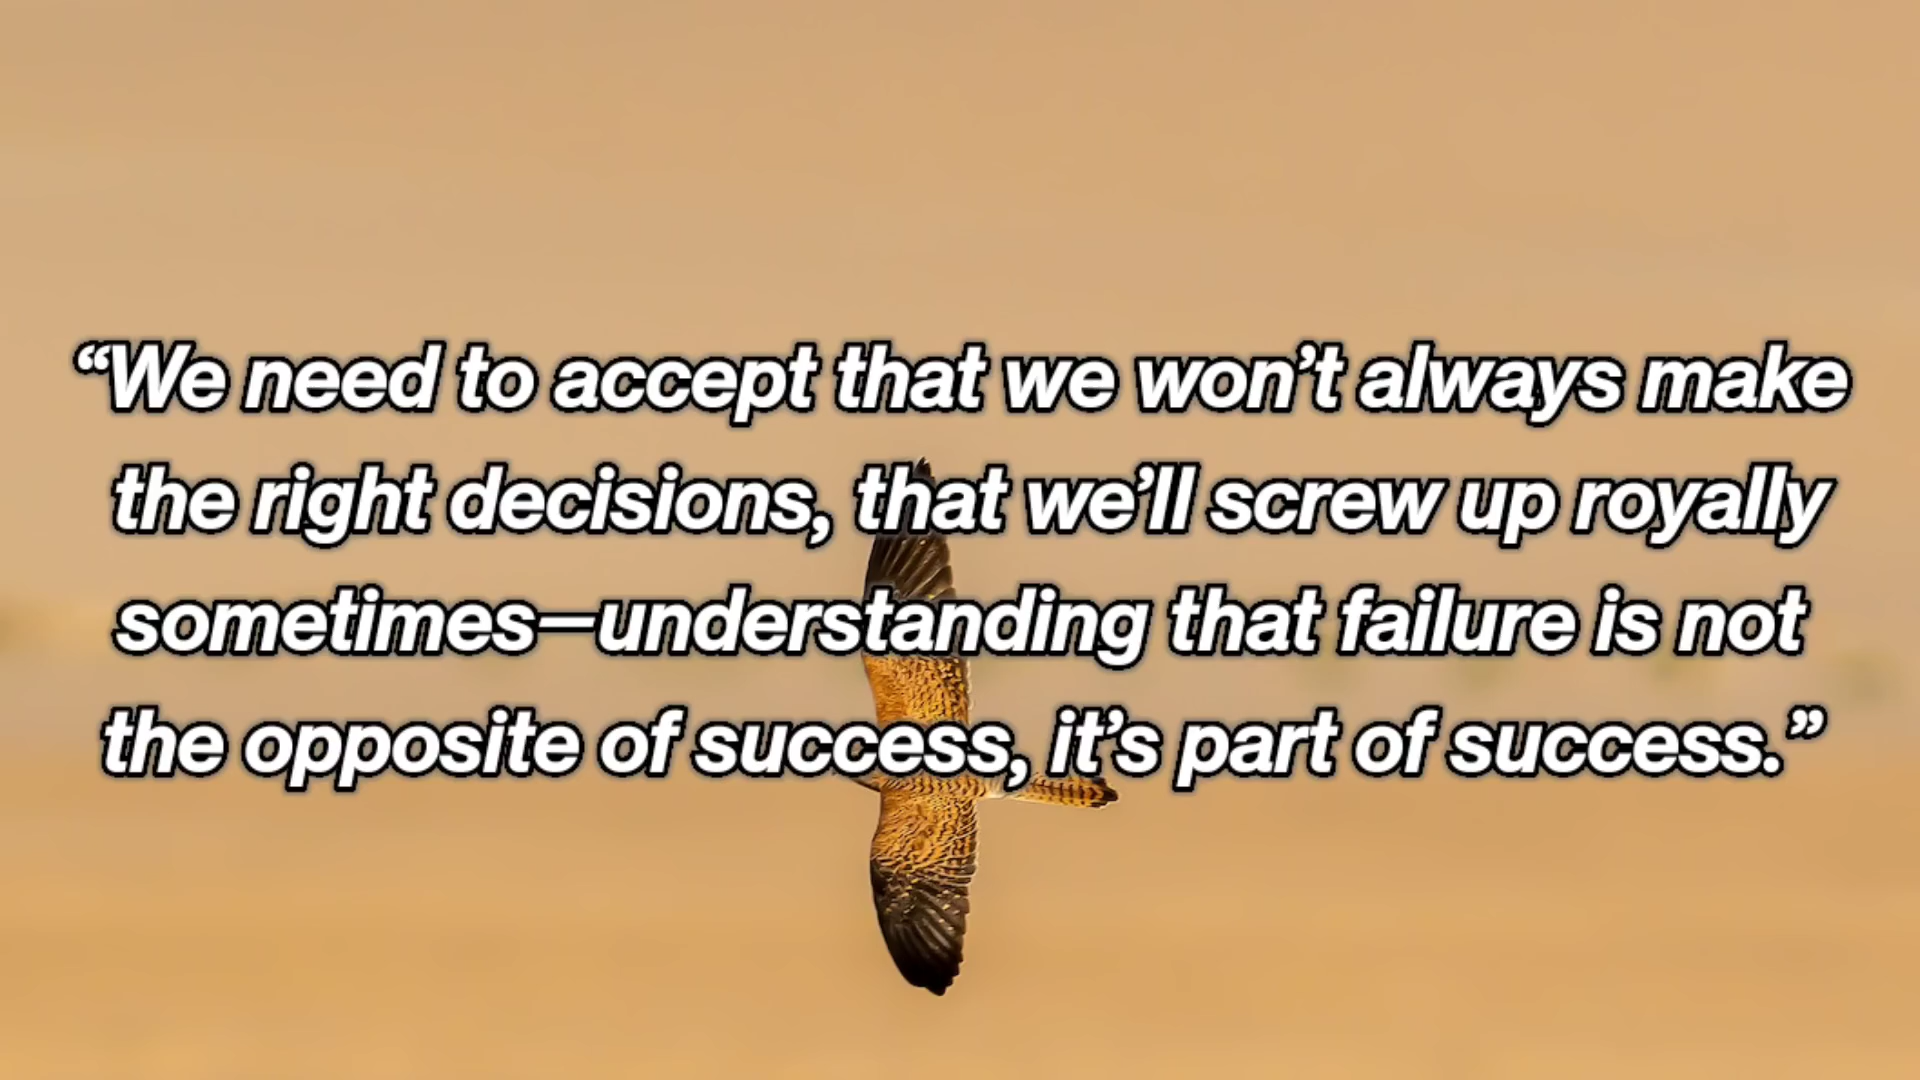 “We need to accept that we won’t always make
the right decisions, that we’ll screw up royally
sometimes—understanding that failure is not
the opposite of success, it’s part of success.”